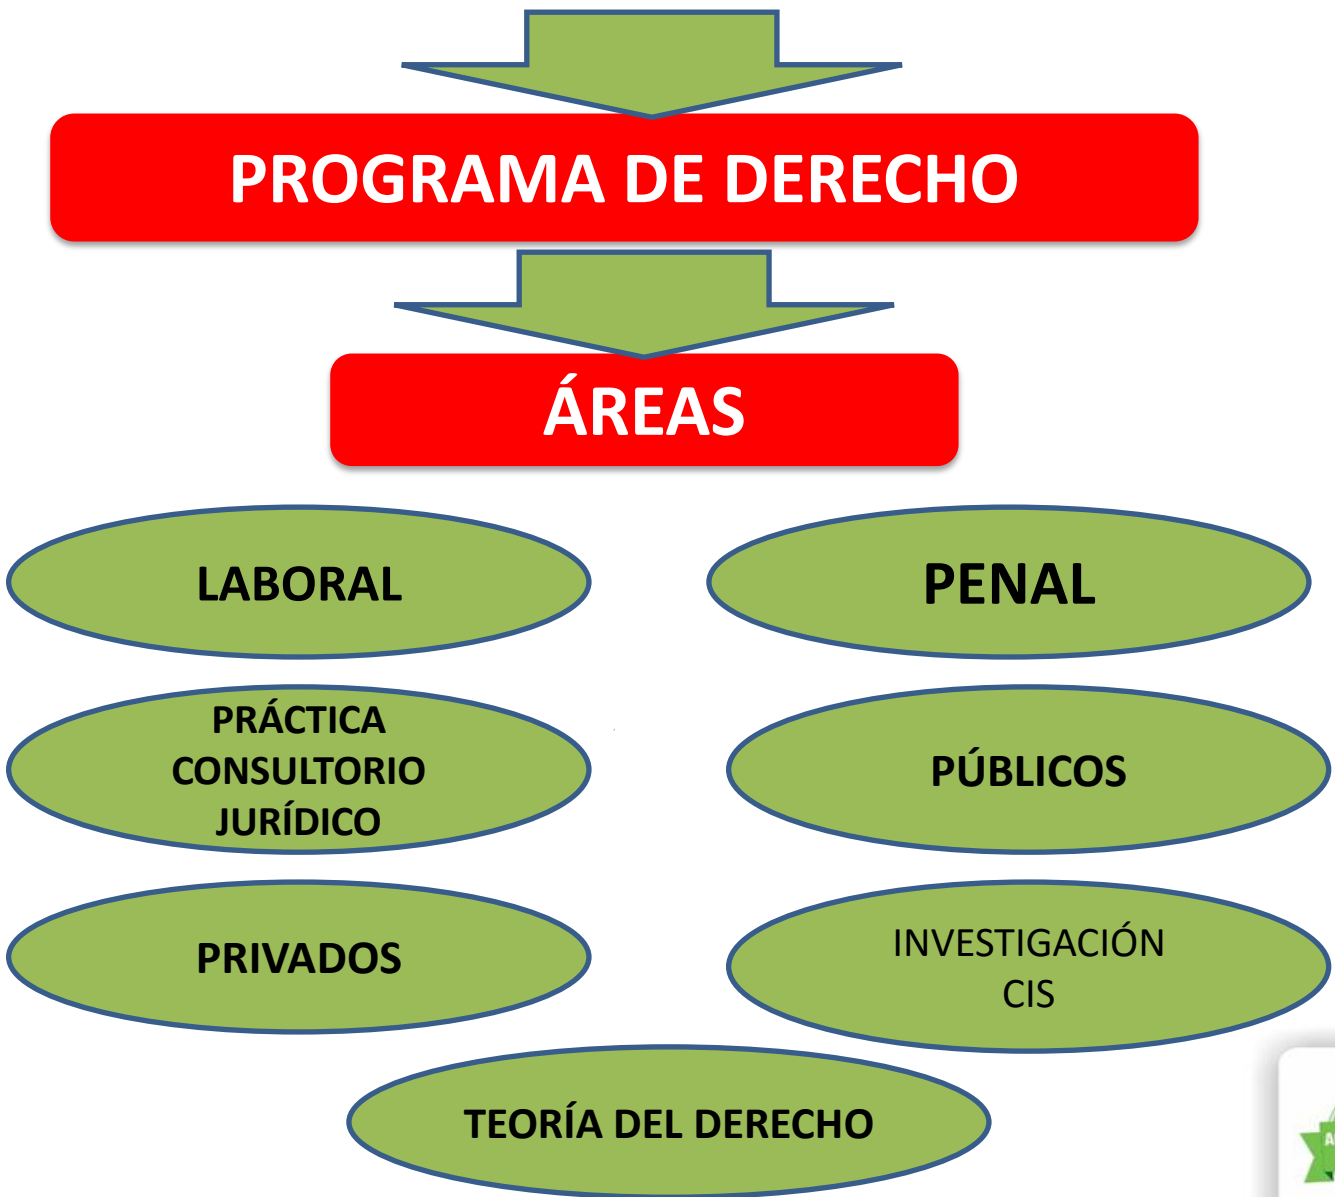 PROGRAMA DE DERECHO
ÁREAS
LABORAL
PENAL
PRÁCTICA
CONSULTORIO
JURÍDICO
PÚBLICOS
PRIVADOS
INVESTIGACIÓN
CIS
TEORÍA DEL DERECHO